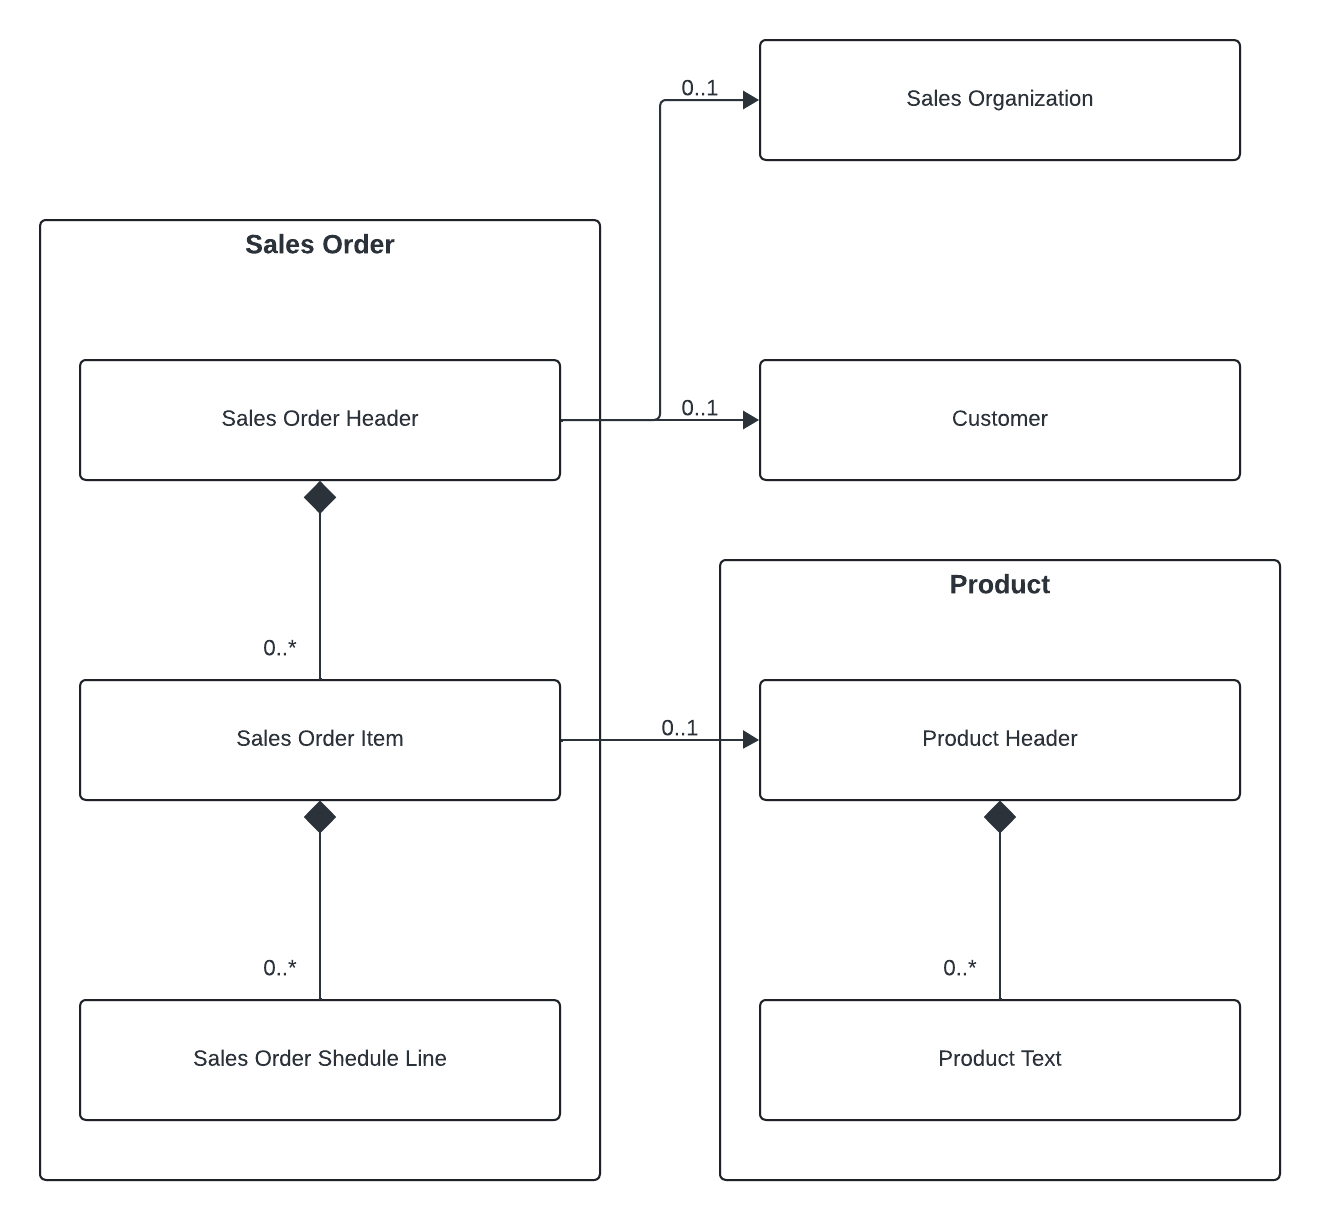 0..1
Sales Organization
Sales Order
Sales Order Header
0..1
Customer
Product
0..*
Sales Order Item
0..1
Product Header
0..*
0..*
Sales Order Shedule Line
Product Text